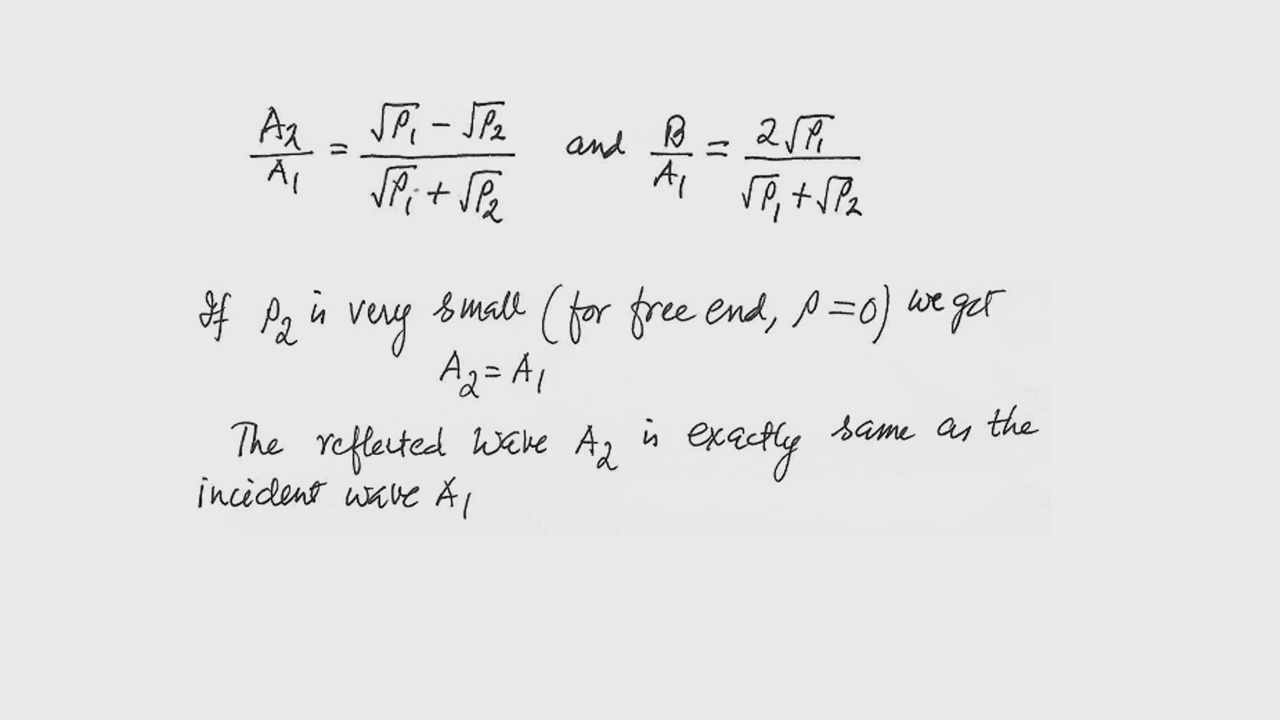 A₂/A₁ = (√ρ₁ − √ρ₂)/(√ρ₁ + √ρ₂) and B/A₁ = 2√ρ₁/(√ρ₁ + √ρ₂)
If ρ₂ is very small (for free end, ρ = 0) we get
A₂ = A₁
The reflected wave A₂ is exactly same as the
incident wave A₁